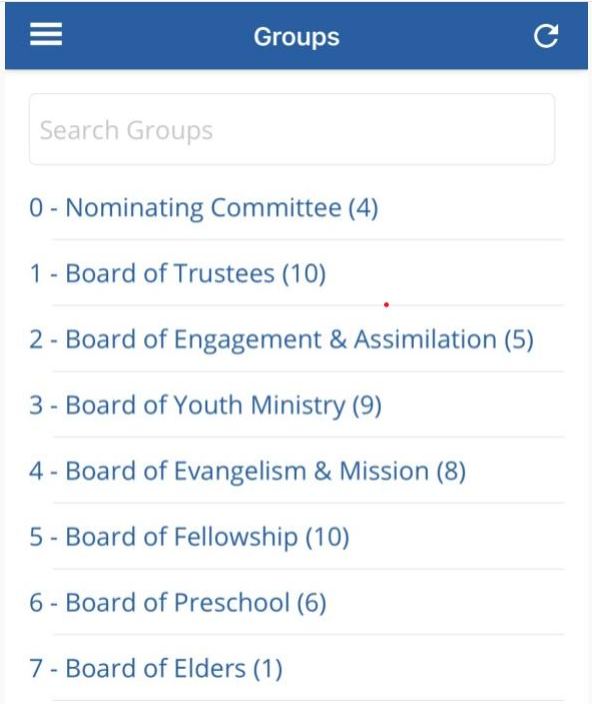 Groups
Search Groups
0 - Nominating Committee (4)
1 - Board of Trustees (10)
2 - Board of Engagement & Assimilation (5)
3 - Board of Youth Ministry (9)
4 - Board of Evangelism & Mission (8)
5 - Board of Fellowship (10)
6 - Board of Preschool (6)
7 - Board of Elders (1)